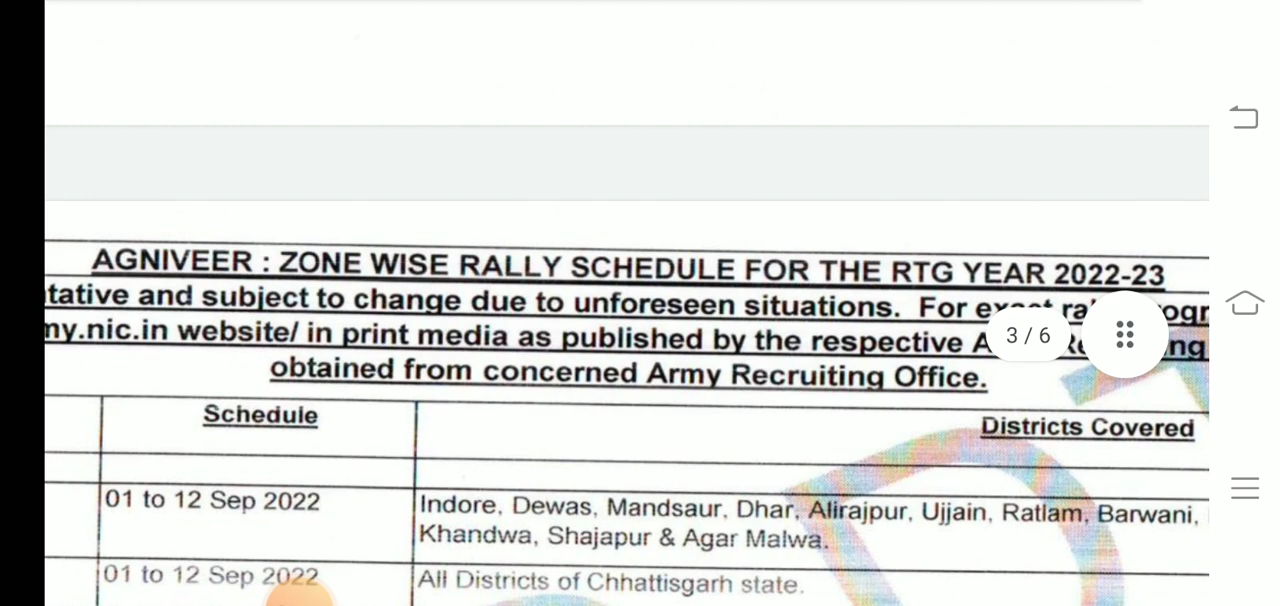 AGNIVEER : ZONE WISE RALLY SCHEDULE FOR THE RTG YEAR 2022-23
tative and subject to change due to unforeseen situations. For exact
my.nic.in website/ in print media as published by the respective
obtained from concerned Army Recruiting Office.
3 / 6
Schedule
Districts Covered
01 to 12 Sep 2022
Indore, Dewas, Mandsaur, Dhar, Alirajpur, Ujjain, Ratlam, Barwani,
Khandwa, Shajapur & Agar Malwa.
01 to 12 Sep 2022
All Districts of Chhattisgarh state.